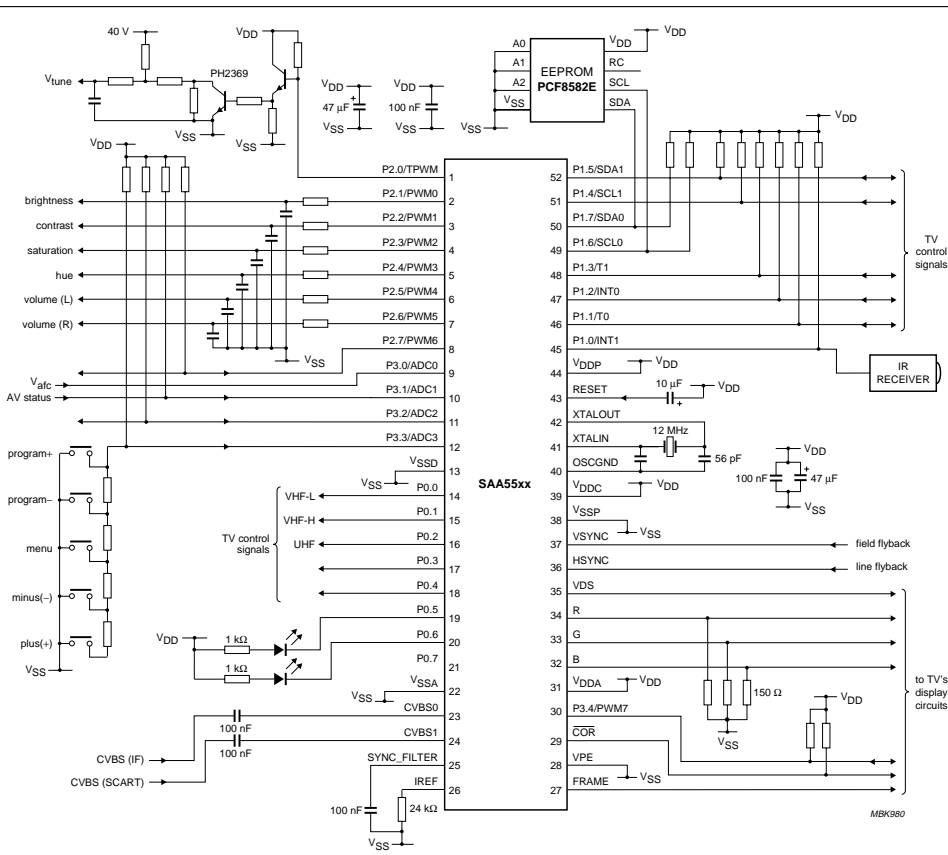 40 V
VDD
Vtune
PH2369
VSS
VSS
VDD
47 μF
+
VSS
VDD
100 nF
VSS
A0
A1
A2
VSS
EEPROM
PCF8582E
VDD
RC
SCL
SDA
VDD
VSS
VDD
VDD
brightness
contrast
saturation
hue
volume (L)
volume (R)
Vafc
AV status
VSS
program+
program−
menu
minus(−)
plus(+)
VSS
P2.0/TPWM 1
P2.1/PWM0 2
P2.2/PWM1 3
P2.3/PWM2 4
P2.4/PWM3 5
P2.5/PWM4 6
P2.6/PWM5 7
P2.7/PWM6 8
P3.0/ADC0 9
P3.1/ADC1 10
P3.2/ADC2 11
P3.3/ADC3 12
VSSD 13
VSS
P0.0 14
P0.1 15
P0.2 16
17 P0.3
P0.4 18
P0.5 19
P0.6 20
P0.7 21
VSSA 22
VSS
CVBS0 23
CVBS1 24
SYNC_FILTER 25
IREF 26
TV control
signals
VHF-L
VHF-H
UHF
VDD
1 kΩ
1 kΩ
100 nF
100 nF
CVBS (IF)
CVBS (SCART)
100 nF
24 kΩ
VSS
SAA55xx
52 P1.5/SDA1
51 P1.4/SCL1
50 P1.7/SDA0
49 P1.6/SCL0
48 P1.3/T1
47 P1.2/INT0
46 P1.1/T0
45 P1.0/INT1
44 VDDP
VDD
43 RESET
10 μF
+
VDD
42 XTALOUT
41 XTALIN
12 MHz
56 pF
40 OSCGND
39 VDDC
VDD
38 VSSP
VSS
37 VSYNC
field flyback
36 HSYNC
line flyback
35 VDS
34 R
33 G
32 B
31 VDDA
VDD
30 P3.4/PWM7
29 COR
28 VPE
VSS
27 FRAME
TV
control
signals
IR
RECEIVER
VDD
100 nF
+
47 μF
VSS
150 Ω
VSS
VDD
to TV's
display
circuits
MBK980